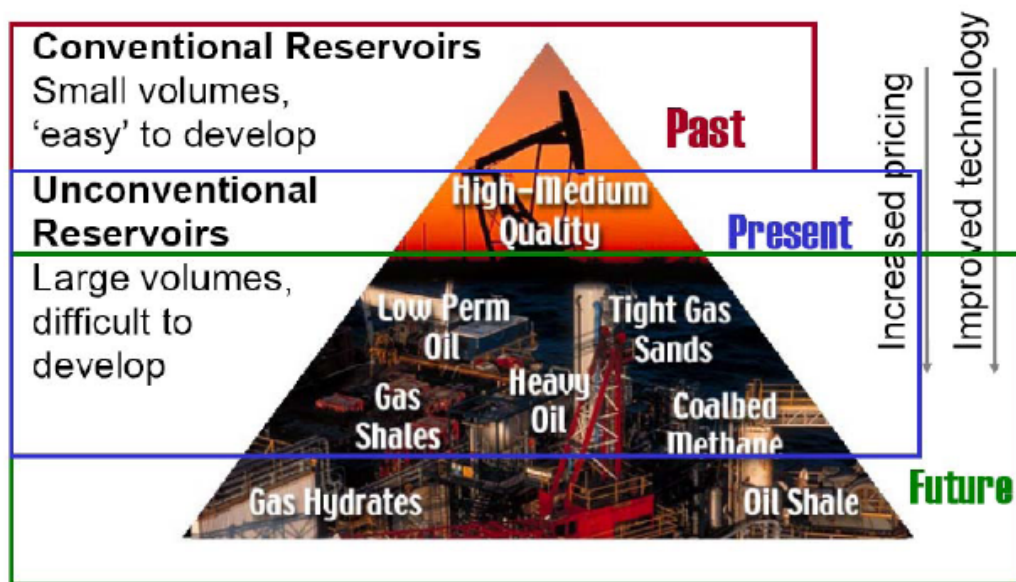 Conventional Reservoirs
Small volumes,
‘easy’ to develop
Past
Unconventional
Reservoirs
High-Medium
Quality
Present
Large volumes,
difficult to
develop
Low Perm
Oil
Tight Gas
Sands
Gas
Shales
Heavy
Oil
Coalbed
Methane
Gas Hydrates
Oil Shale
Future
Increased pricing
Improved technology